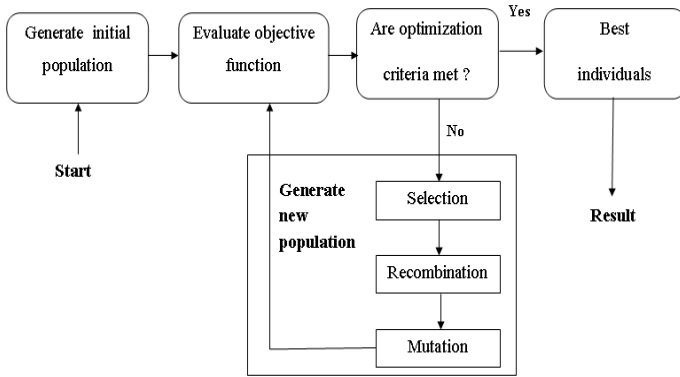 Generate initial
population
Evaluate objective
function
Are optimization
criteria met ?
Yes
Best
individuals
No
Start
Generate
new
population
Selection
Result
Recombination
Mutation